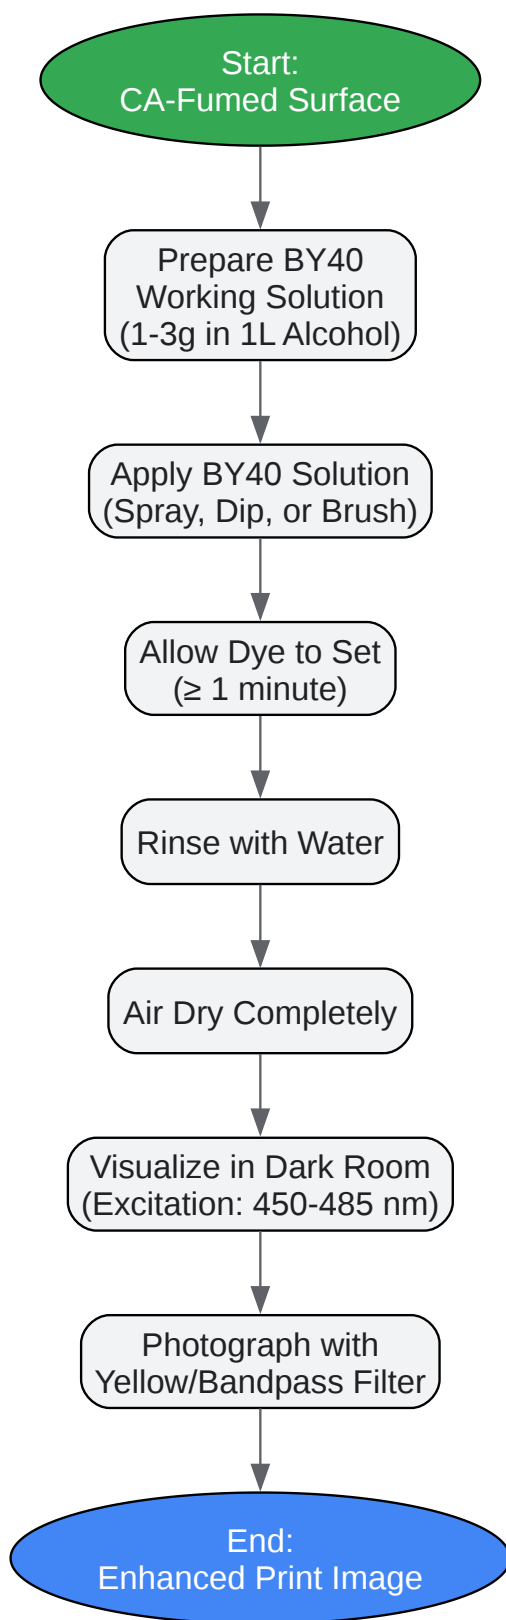 Start:
CA-Fumed Surface
Prepare BY40
Working Solution
(1-3g in 1L Alcohol)
Apply BY40 Solution
(Spray, Dip, or Brush)
Allow Dye to Set
(≥ 1 minute)
Rinse with Water
Air Dry Completely
Visualize in Dark Room
(Excitation: 450-485 nm)
Photograph with
Yellow/Bandpass Filter
End:
Enhanced Print Image